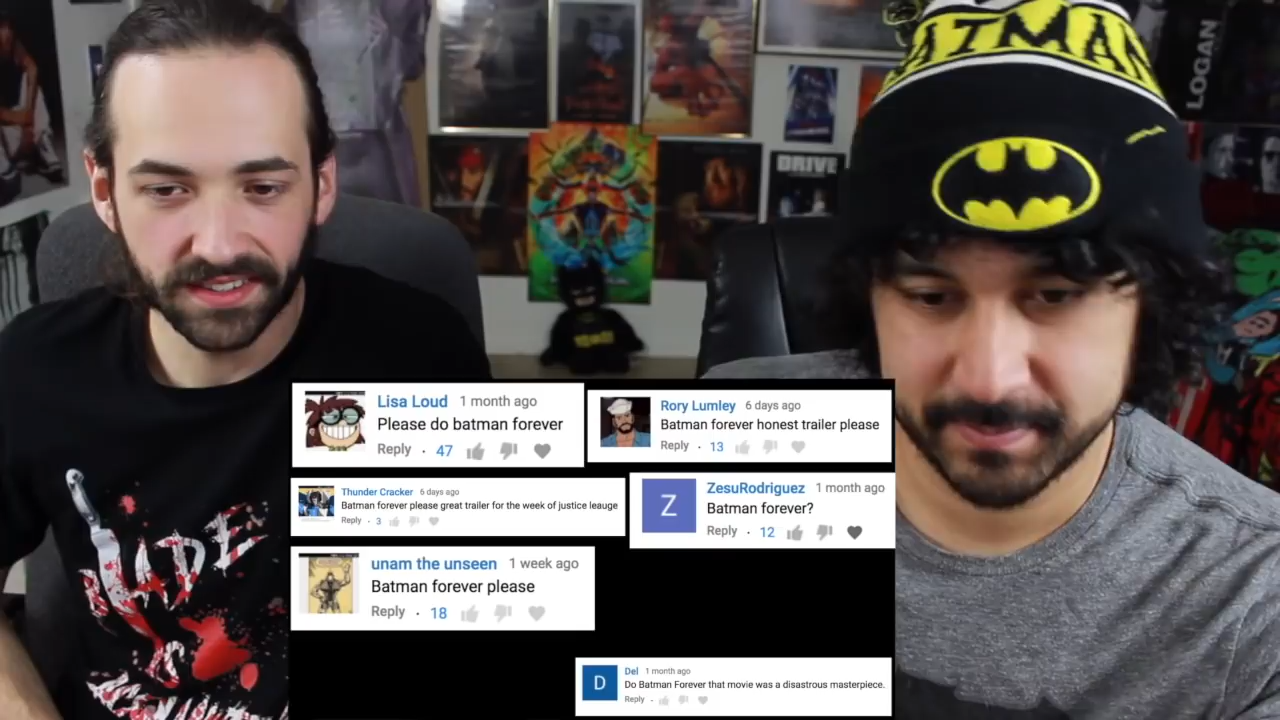 BATMAN
LOGAN
DRIVE
Lisa Loud 1 month ago
Please do batman forever
Reply · 47
Rory Lumley 6 days ago
Batman forever honest trailer please
Reply · 13
Thunder Cracker 6 days ago
Batman forever please great trailer for the week of justice leauge
Reply · 3
Z
ZesuRodriguez 1 month ago
Batman forever?
Reply · 12
unam the unseen 1 week ago
Batman forever please
Reply · 18
D
Del 1 month ago
Do Batman Forever that movie was a disastrous masterpiece.
Reply ·